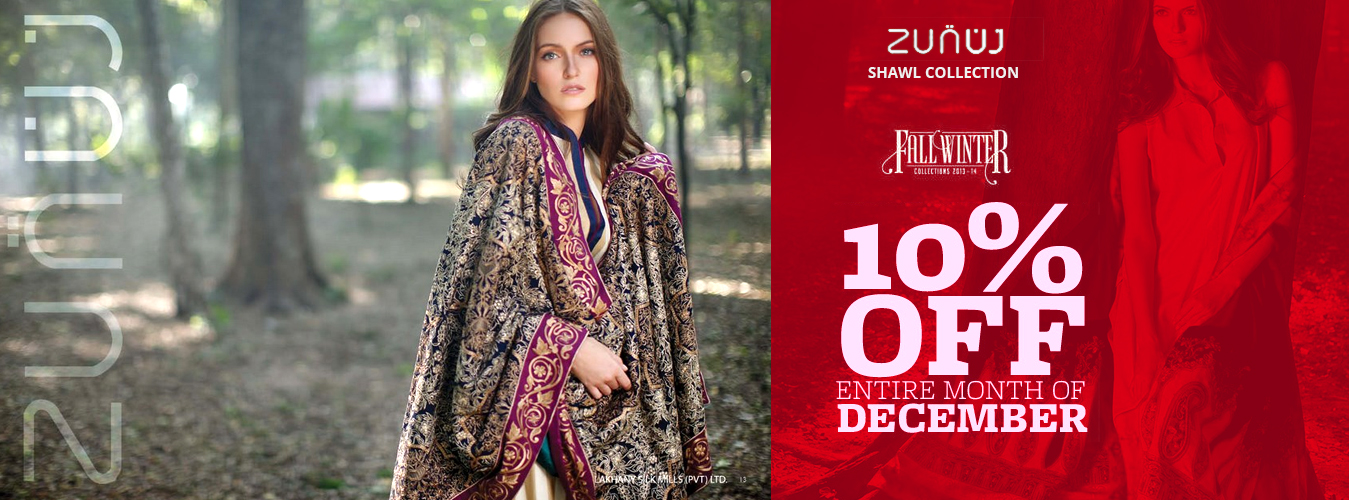 ZUNUJ
LAKHANY SILK MILLS (PVT) LTD. 13
ZUNUJ
SHAWL COLLECTION
FALL WINTER
COLLECTIONS 2013-14
10%
OFF
ENTIRE MONTH OF
DECEMBER